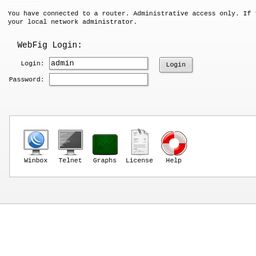 You have connected to a router. Administrative access only. If
your local network administrator.
WebFig Login:
Login: admin
Login
Password:
Winbox Telnet Graphs License Help